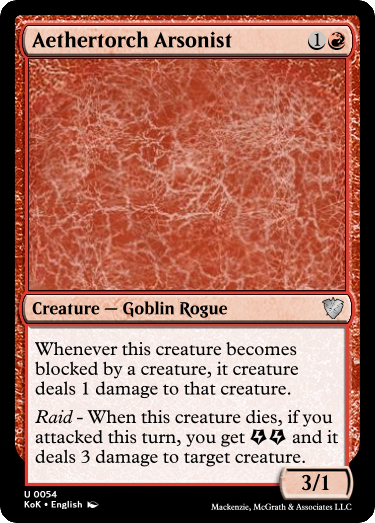 Aethertorch Arsonist 1
Creature — Goblin Rogue
Whenever this creature becomes
blocked by a creature, it creature
deals 1 damage to that creature.
Raid - When this creature dies, if you
attacked this turn, you get and it
deals 3 damage to target creature.
3/1
U 0054
KoK • English
Mackenzie, McGrath & Associates LLC